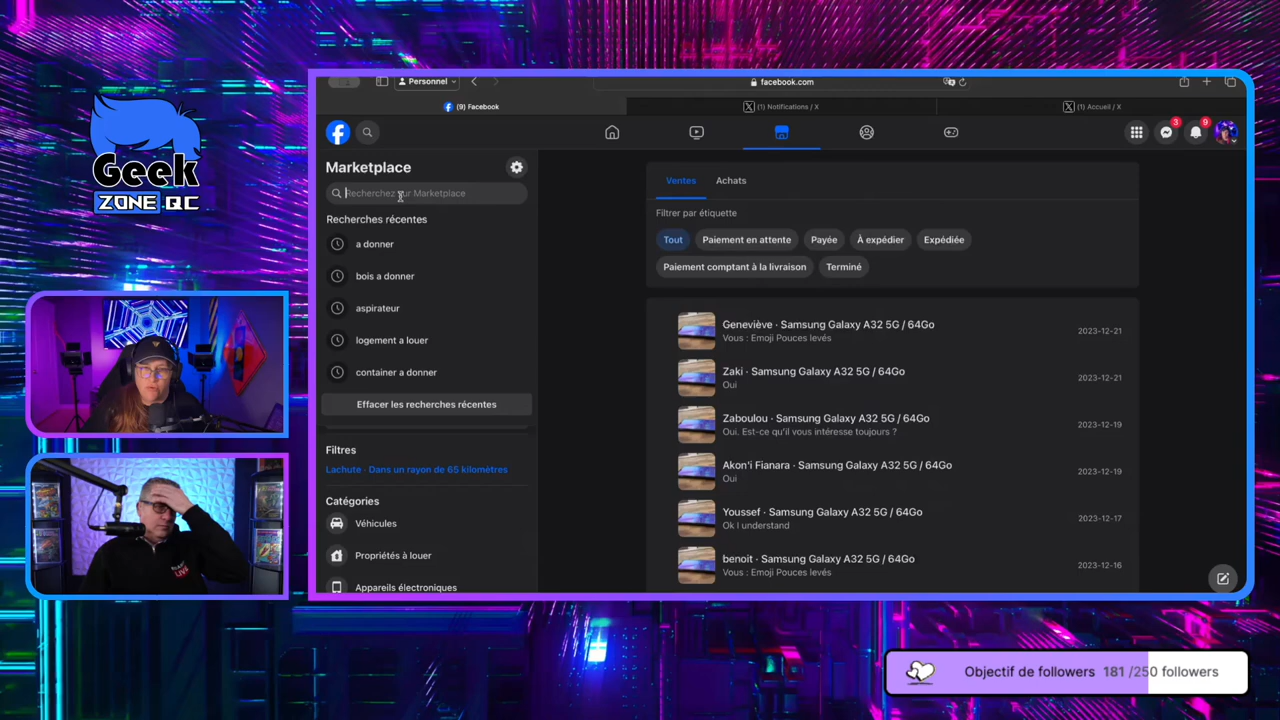 Geek
ZONE QC
Personnel
facebook.com
(9) Facebook
(1) Notifications / X
(1) Accueil / X
3
9
Marketplace
Recherchez sur Marketplace
Recherches récentes
a donner
bois a donner
aspirateur
logement a louer
container a donner
Effacer les recherches récentes
Filtres
Lachute · Dans un rayon de 65 kilomètres
Catégories
Véhicules
Propriétés à louer
Appareils électroniques
Ventes
Achats
Filtrer par étiquette
Tout
Paiement en attente
Payée
À expédier
Expédiée
Paiement comptant à la livraison
Terminé
Geneviève · Samsung Galaxy A32 5G / 64Go
Vous : Emoji Pouces levés
2023-12-21
Zaki · Samsung Galaxy A32 5G / 64Go
Oui
2023-12-21
Zaboulou · Samsung Galaxy A32 5G / 64Go
Oui. Est-ce qu'il vous intéresse toujours ?
2023-12-19
Akon'i Fianara · Samsung Galaxy A32 5G / 64Go
Oui
2023-12-19
Youssef · Samsung Galaxy A32 5G / 64Go
Ok I understand
2023-12-17
benoit · Samsung Galaxy A32 5G / 64Go
Vous : Emoji Pouces levés
2023-12-16
LIVE
Objectif de followers 181 /250 followers